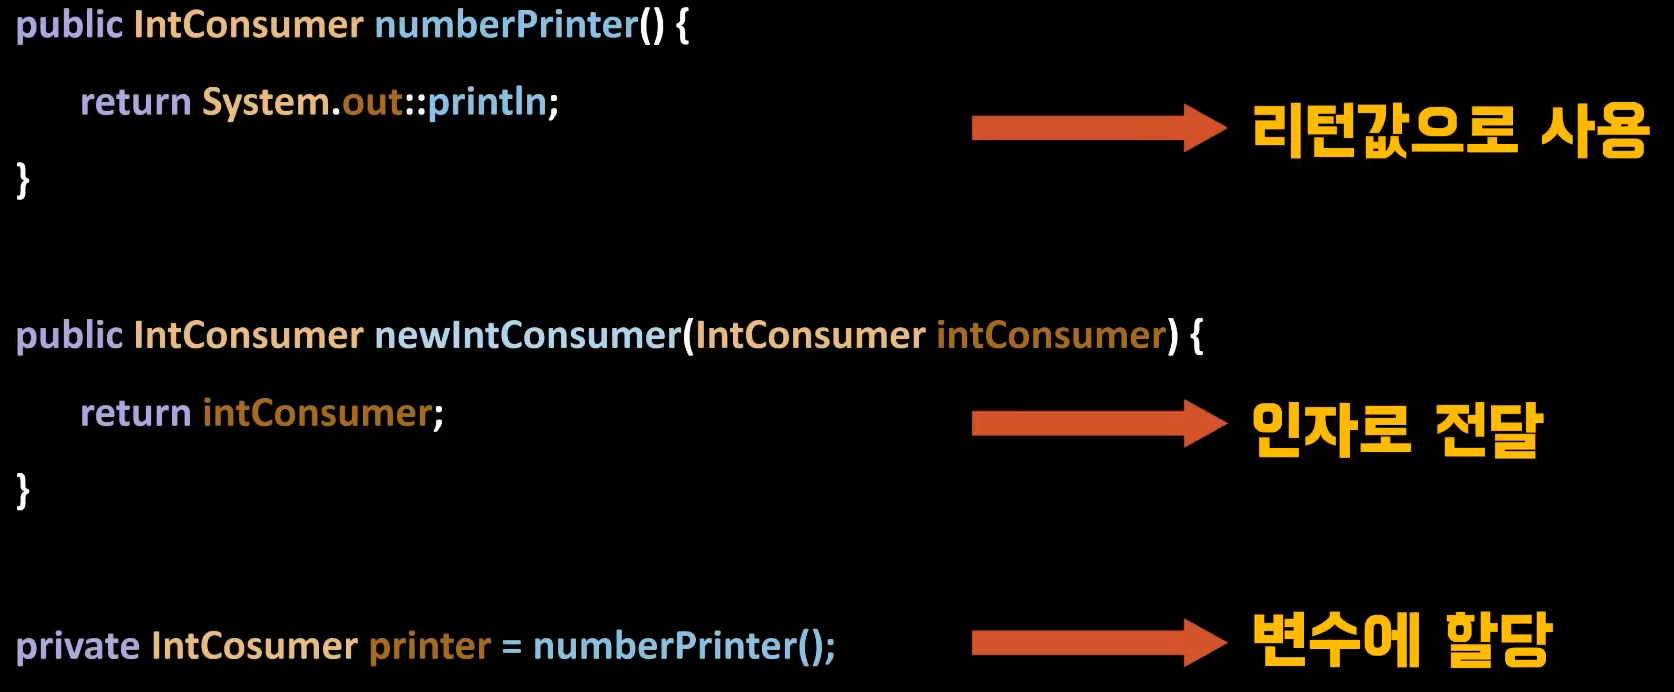 public IntConsumer numberPrinter() {
return System.out::println;
리턴값으로 사용
}
public IntConsumer newIntConsumer(IntConsumer intConsumer) {
return intConsumer;
인자로 전달
}
private IntCosumer printer = numberPrinter();
변수에 할당